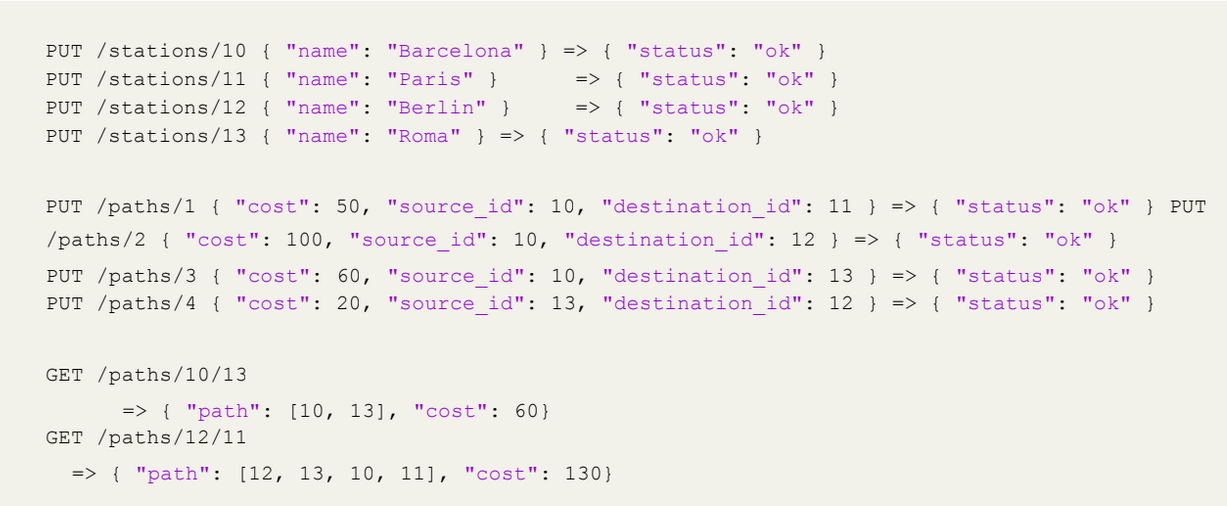 PUT /stations/10 { "name": "Barcelona" } => { "status": "ok" }
PUT /stations/11 { "name": "Paris" } => { "status": "ok" }
PUT /stations/12 { "name": "Berlin" } => { "status": "ok" }
PUT /stations/13 { "name": "Roma" } => { "status": "ok" }
PUT /paths/1 { "cost": 50, "source_id": 10, "destination_id": 11 } => { "status": "ok" } PUT
/paths/2 { "cost": 100, "source_id": 10, "destination_id": 12 } => { "status": "ok" }
PUT /paths/3 { "cost": 60, "source_id": 10, "destination_id": 13 } => { "status": "ok" }
PUT /paths/4 { "cost": 20, "source_id": 13, "destination_id": 12 } => { "status": "ok" }
GET /paths/10/13
=> { "path": [10, 13], "cost": 60}
GET /paths/12/11
=> { "path": [12, 13, 10, 11], "cost": 130}